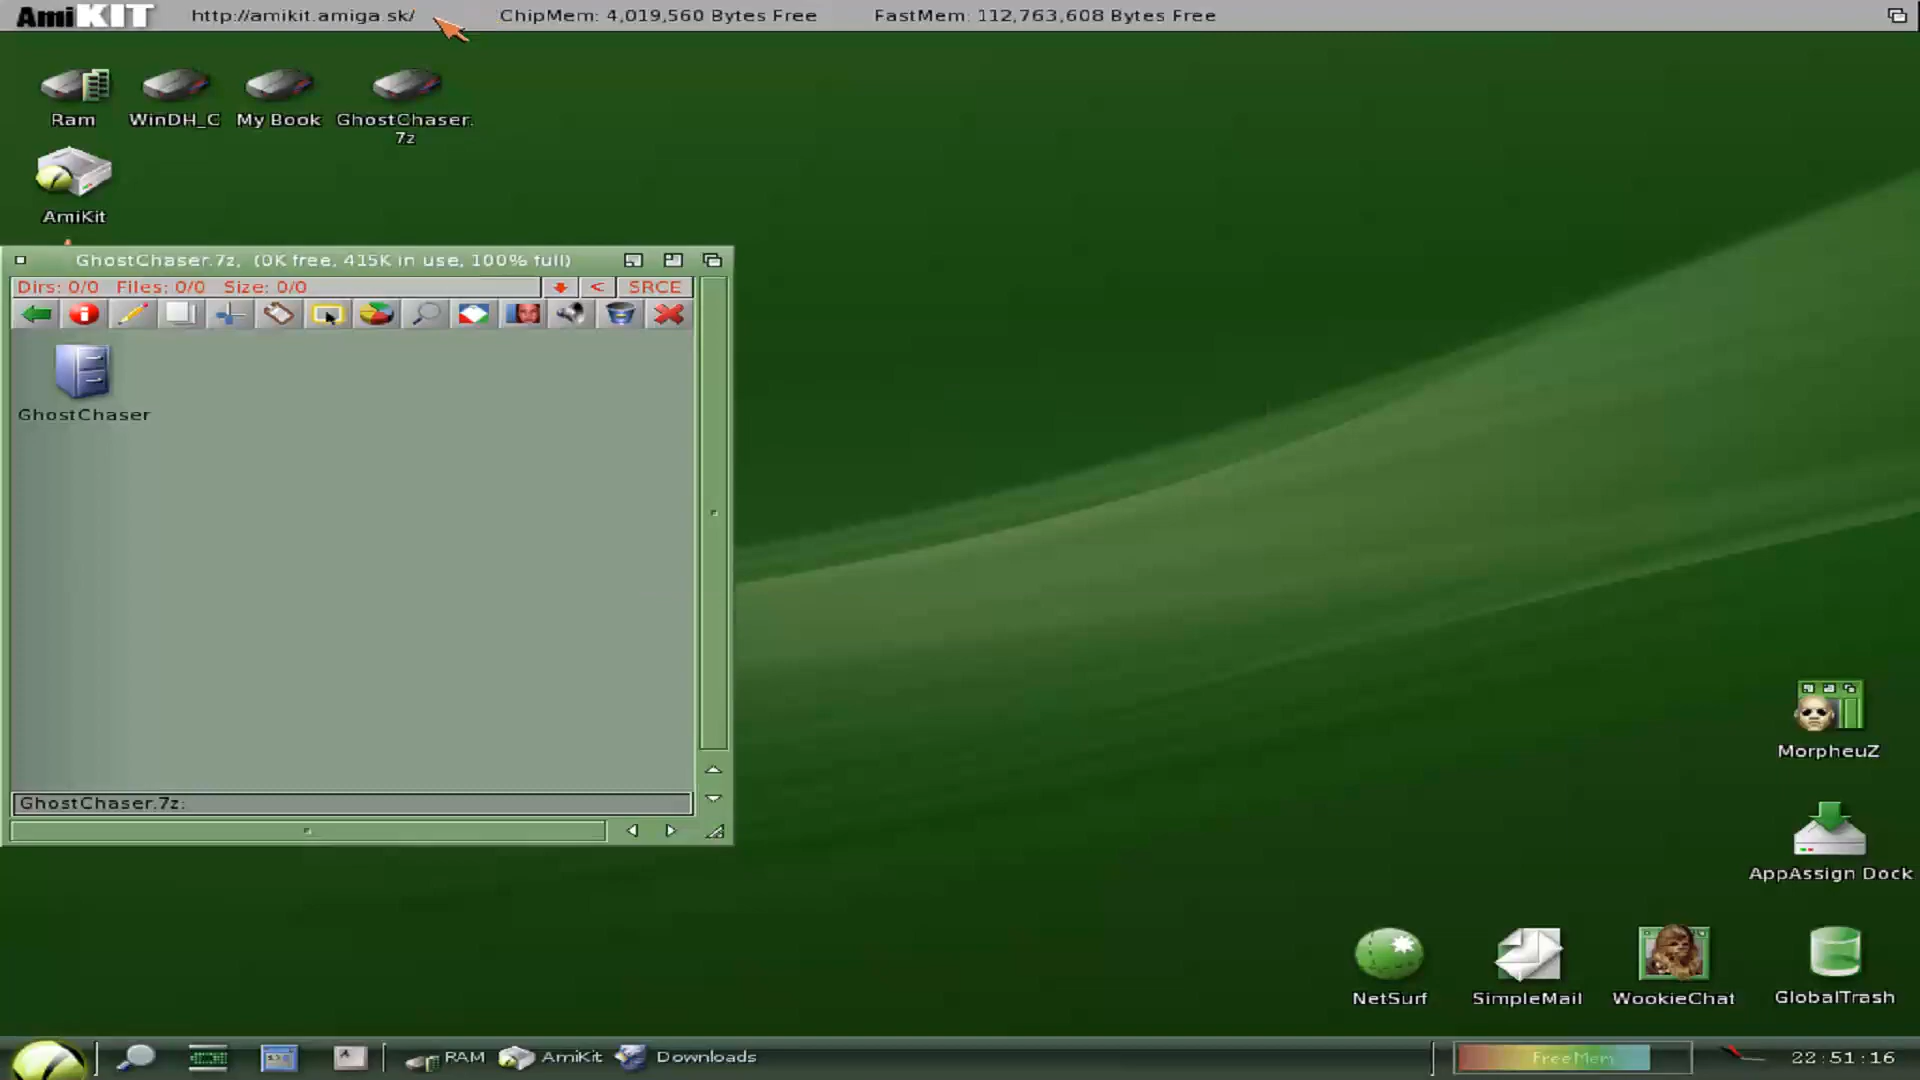 AmiKIT http://amikit.amiga.sk/ ChipMem: 4,019,560 Bytes Free FastMem: 112,763,608 Bytes Free
Ram
WinDH_C
My Book
GhostChaser.
7z
AmiKit
GhostChaser.7z, (0K free, 415K in use, 100% full)
Dirs: 0/0 Files: 0/0 Size: 0/0 < SRCE
GhostChaser
GhostChaser.7z:
MorpheuZ
AppAssign Dock
NetSurf
SimpleMail
WookieChat
GlobalTrash
RAM AmiKit Downloads FreeMem 22:51:16